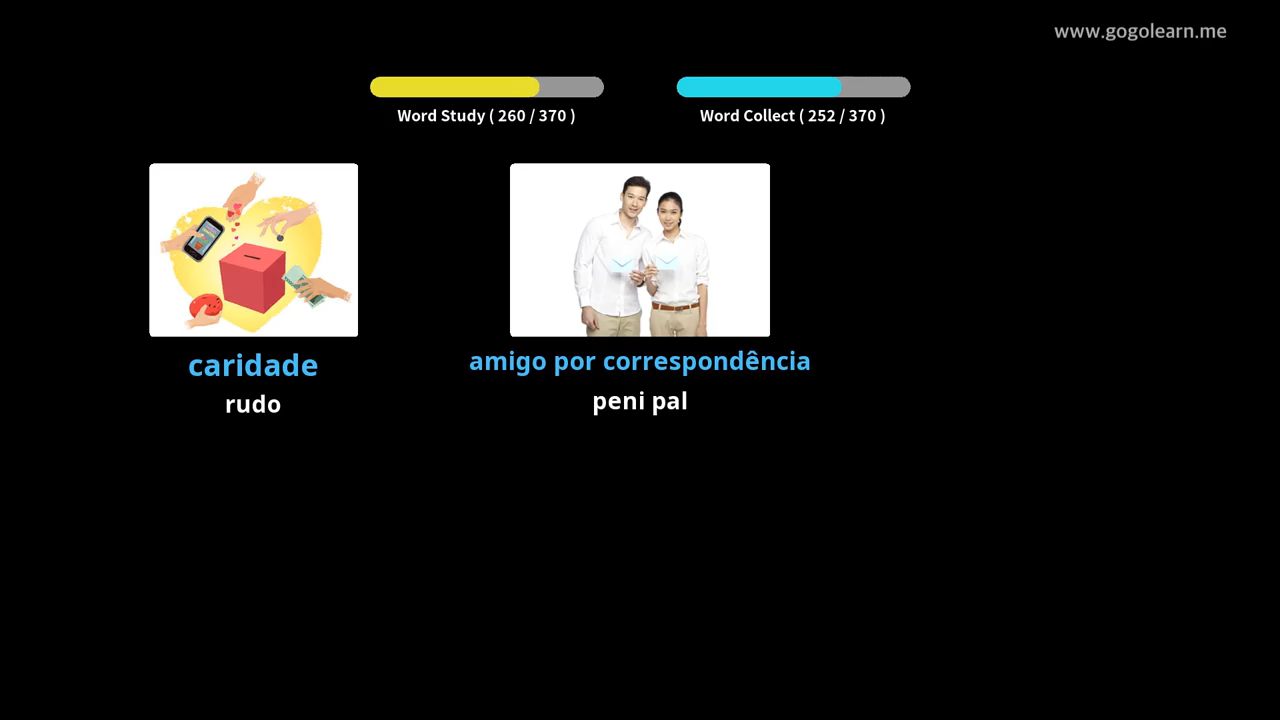 www.gogolearn.me
Word Study ( 260 / 370 )
Word Collect ( 252 / 370 )
caridade
rudo
amigo por correspondência
peni pal